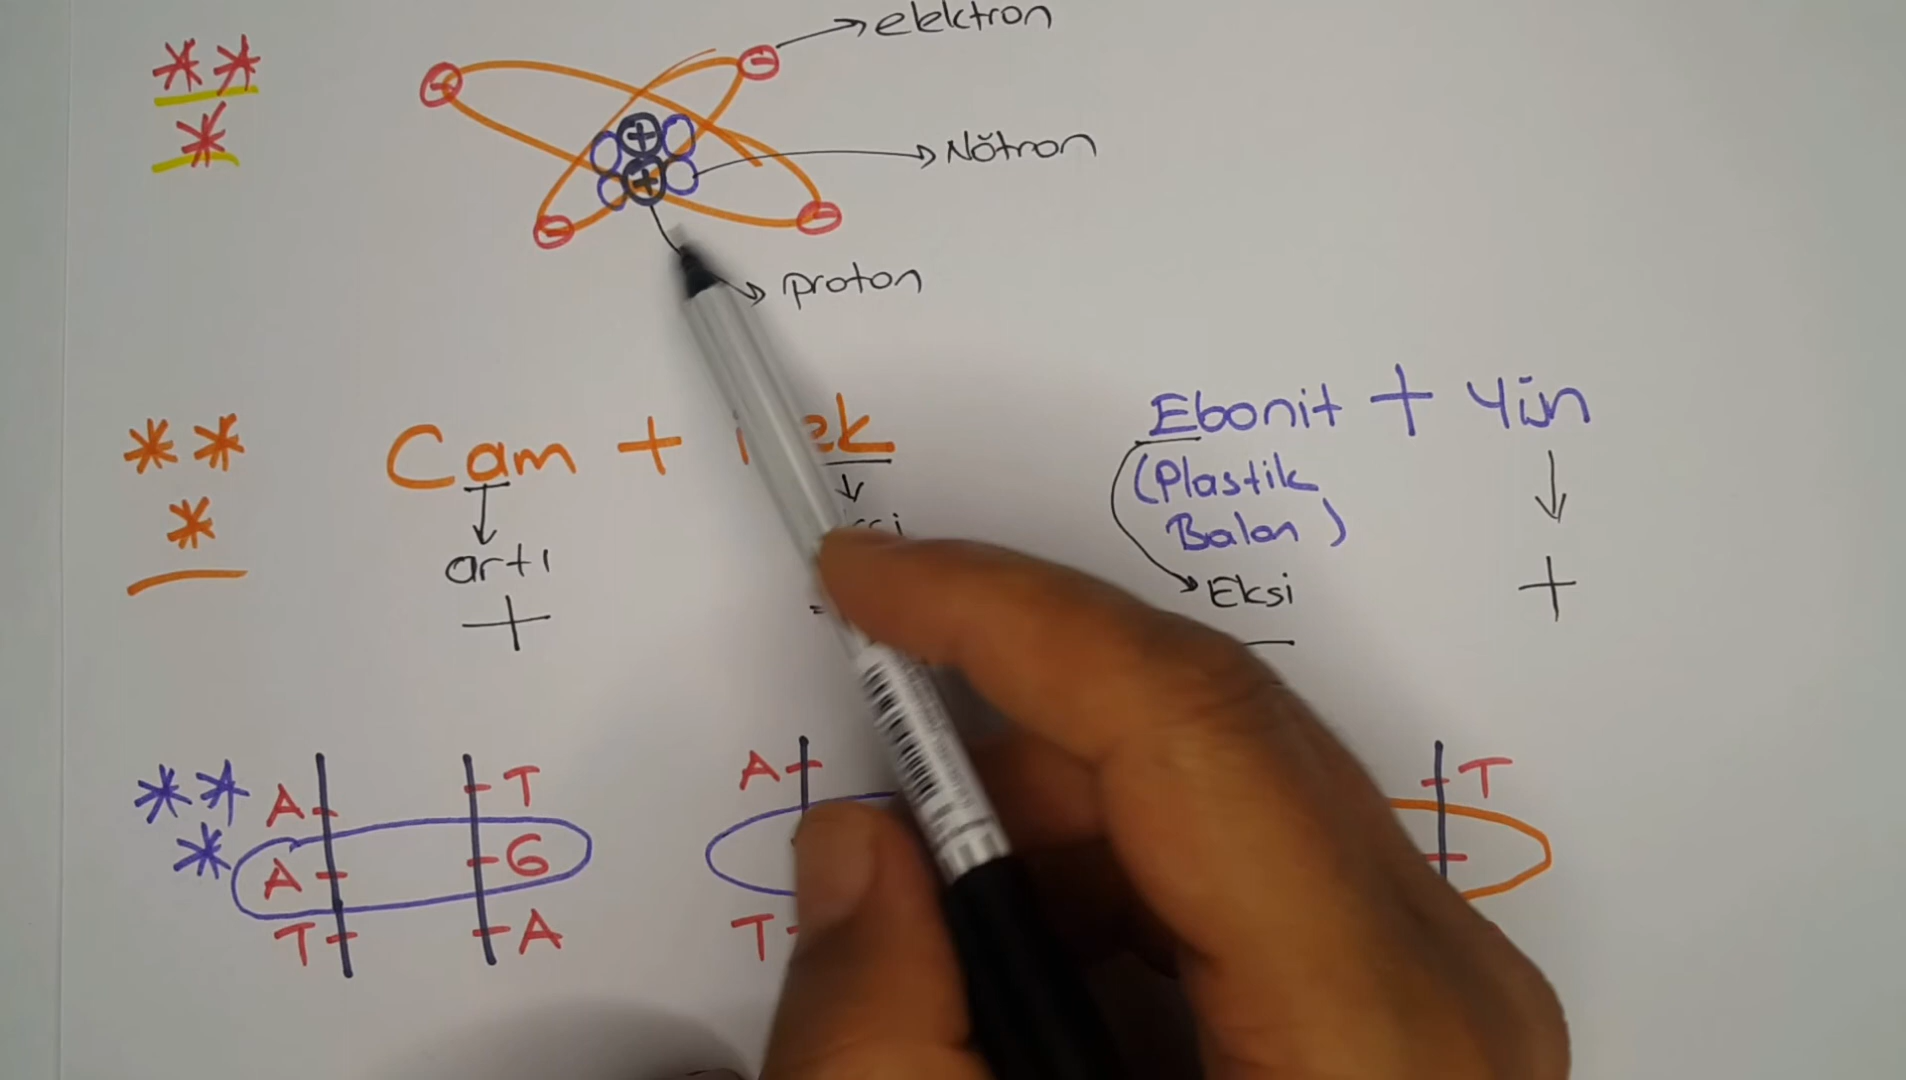 elektron
Nötron
proton
Cam +
Ebonit + Yün
(Plastik
Balon)
artı
+
Eksi
+
A
T
A
G
T
A
A
T
T